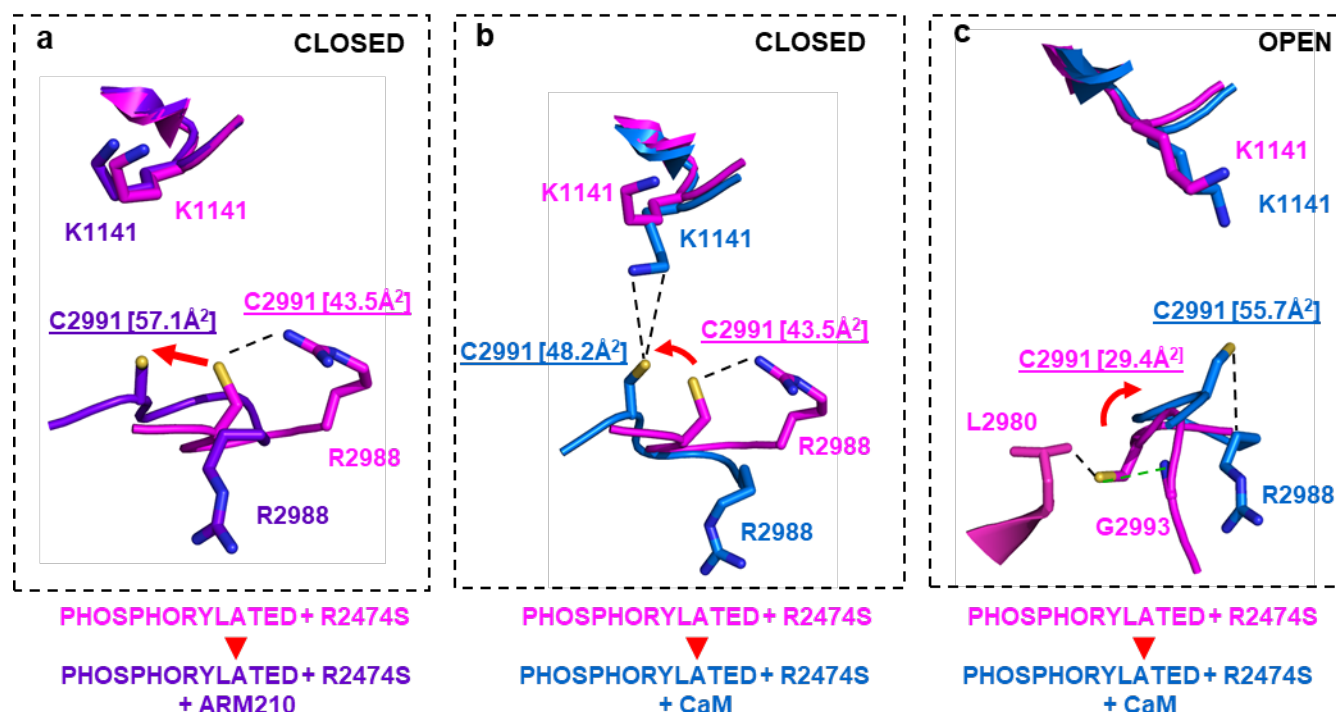 a
CLOSED
K1141
K1141
C2991 [43.5Å²]
C2991 [57.1Å²]
R2988
R2988
PHOSPHORYLATED + R2474S
PHOSPHORYLATED + R2474S
+ ARM210
b
CLOSED
K1141
K1141
C2991 [43.5Å²]
C2991 [48.2Å²]
R2988
R2988
PHOSPHORYLATED + R2474S
PHOSPHORYLATED + R2474S
+ CaM
c
OPEN
K1141
K1141
C2991 [55.7Å²]
C2991 [29.4Å²]
L2980
R2988
G2993
PHOSPHORYLATED + R2474S
PHOSPHORYLATED + R2474S
+ CaM